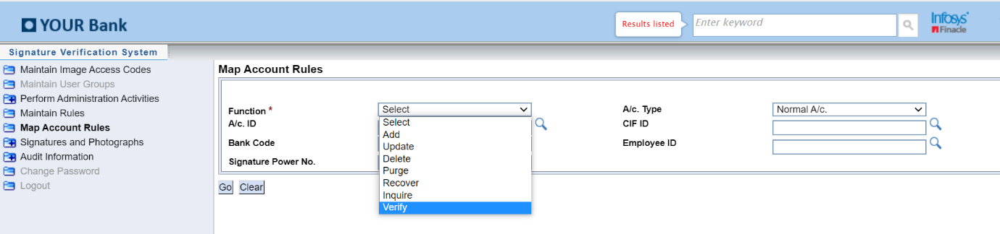 YOUR Bank
Results listed
Enter keyword
Infosys
Finacle
Signature Verification System
Maintain Image Access Codes
Maintain User Groups
Perform Administration Activities
Maintain Rules
Map Account Rules
Signatures and Photographs
Audit Information
Change Password
Logout
Map Account Rules
Function * Select A/c. Type Normal A/c.
A/c. ID Select CIF ID
Add
Bank Code Update Employee ID
Signature Power No. Delete
Purge
Recover
Inquire
Verify
Go Clear